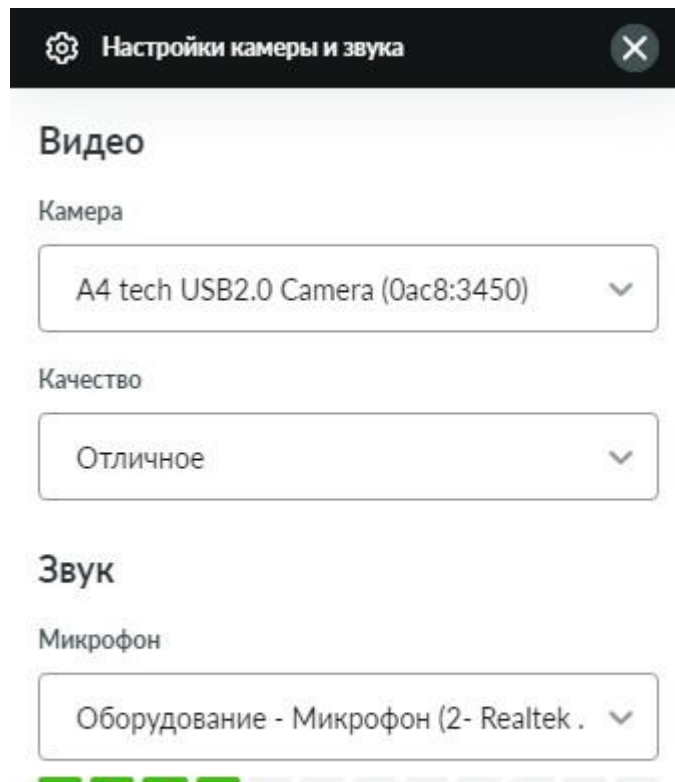 Настройки камеры и звука
Видео
Камера
A4 tech USB2.0 Camera (0ac8:3450)
Качество
Отличное
Звук
Микрофон
Оборудование - Микрофон (2- Realtek .